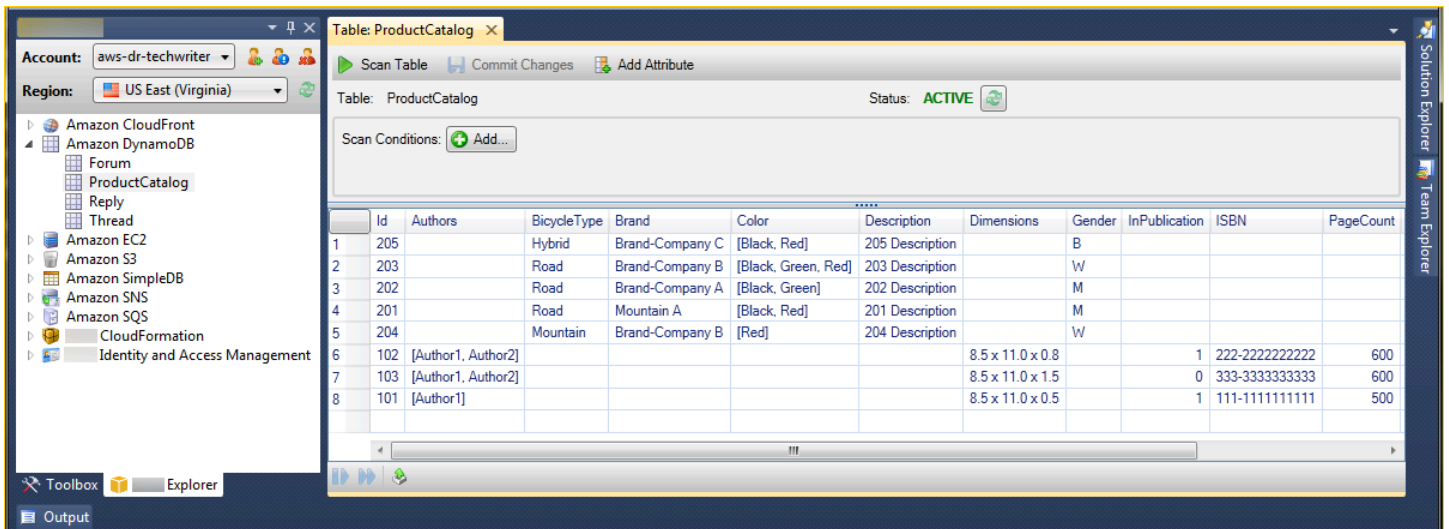 Account: aws-dr-techwriter
Region: US East (Virginia)
Amazon CloudFront
Amazon DynamoDB
Forum
ProductCatalog
Reply
Thread
Amazon EC2
Amazon S3
Amazon SimpleDB
Amazon SNS
Amazon SQS
CloudFormation
Identity and Access Management
Toolbox Explorer
Output
Table: ProductCatalog
Scan Table Commit Changes Add Attribute
Table: ProductCatalog Status: ACTIVE
Scan Conditions: Add...
Id Authors BicycleType Brand Color Description Dimensions Gender InPublication ISBN PageCount
1 205 Hybrid Brand-Company C [Black, Red] 205 Description B
2 203 Road Brand-Company B [Black, Green, Red] 203 Description W
3 202 Road Brand-Company A [Black, Green] 202 Description M
4 201 Road Mountain A [Black, Red] 201 Description M
5 204 Mountain Brand-Company B [Red] 204 Description W
6 102 [Author1, Author2] 8.5 x 11.0 x 0.8 1 222-2222222222 600
7 103 [Author1, Author2] 8.5 x 11.0 x 1.5 0 333-3333333333 600
8 101 [Author1] 8.5 x 11.0 x 0.5 1 111-1111111111 500
Solution Explorer
Team Explorer